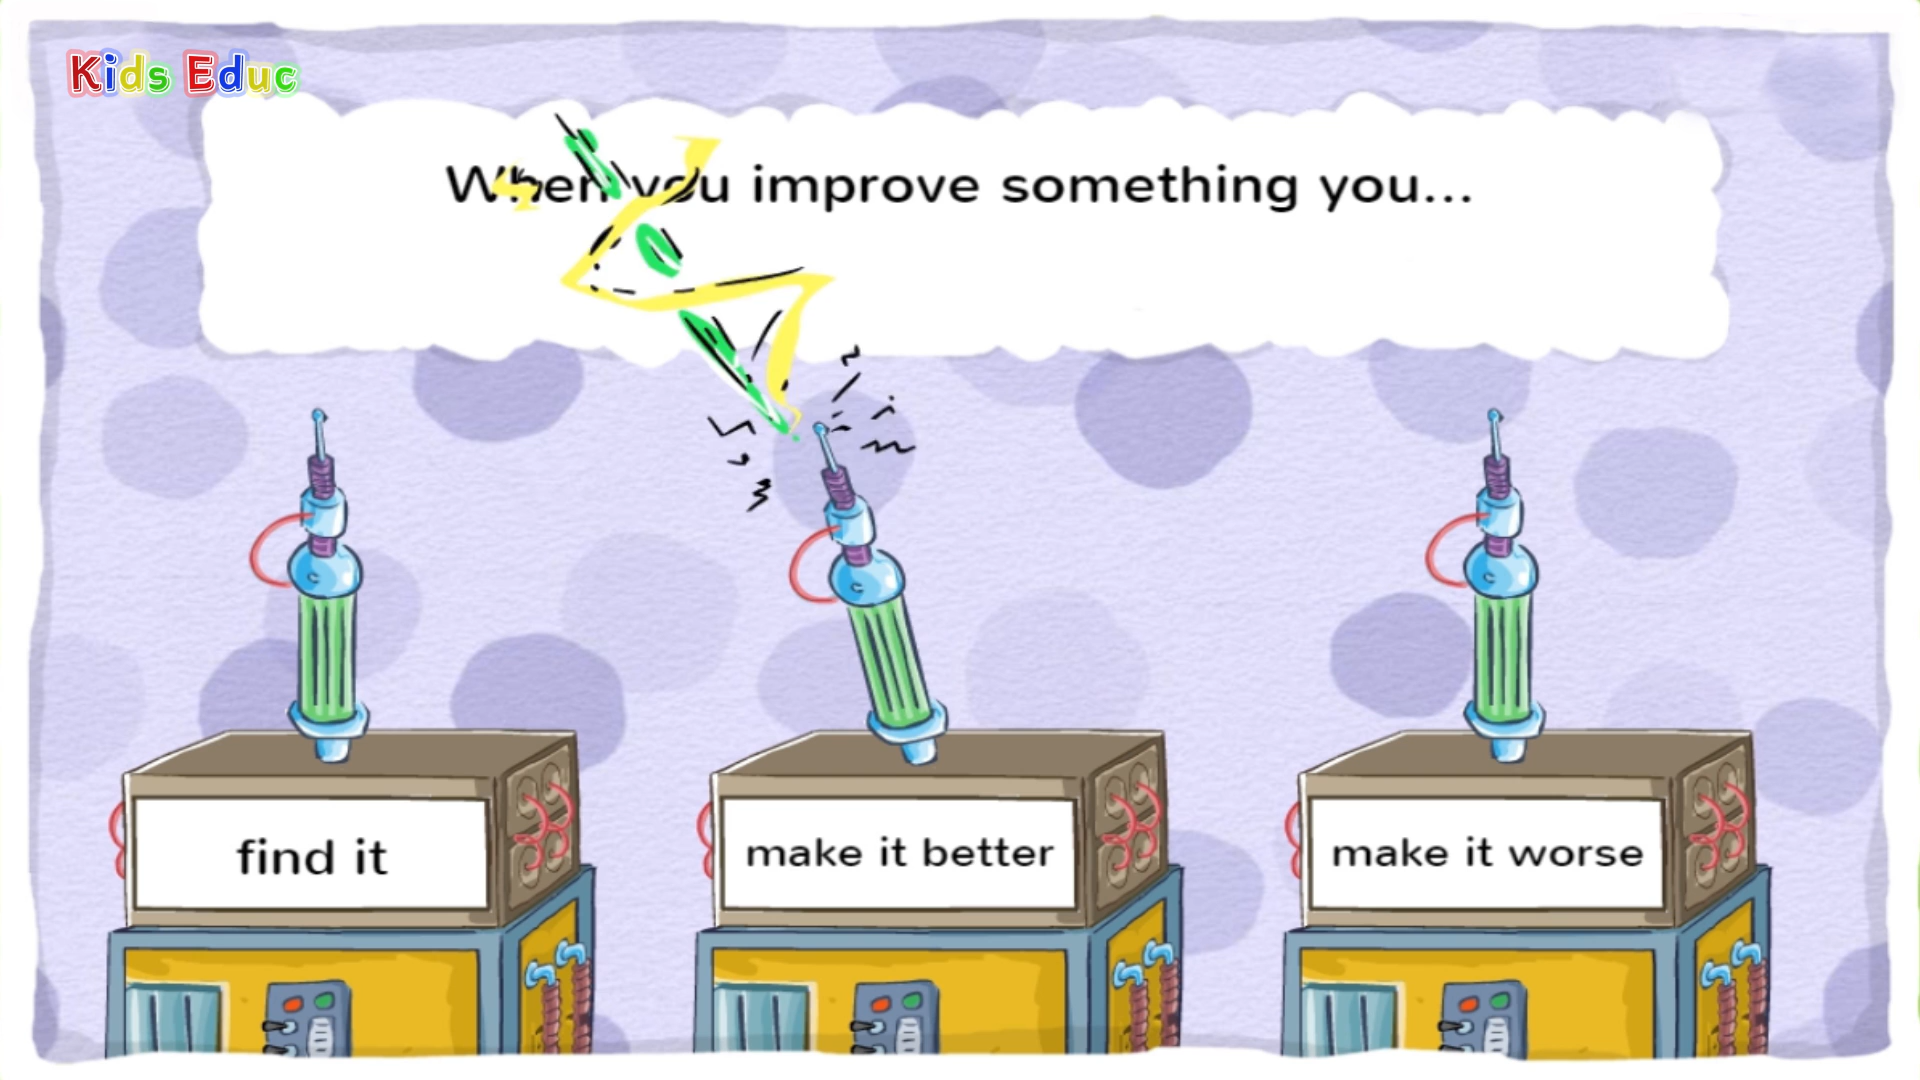 Kids Educ
When you improve something you...
find it
make it better
make it worse